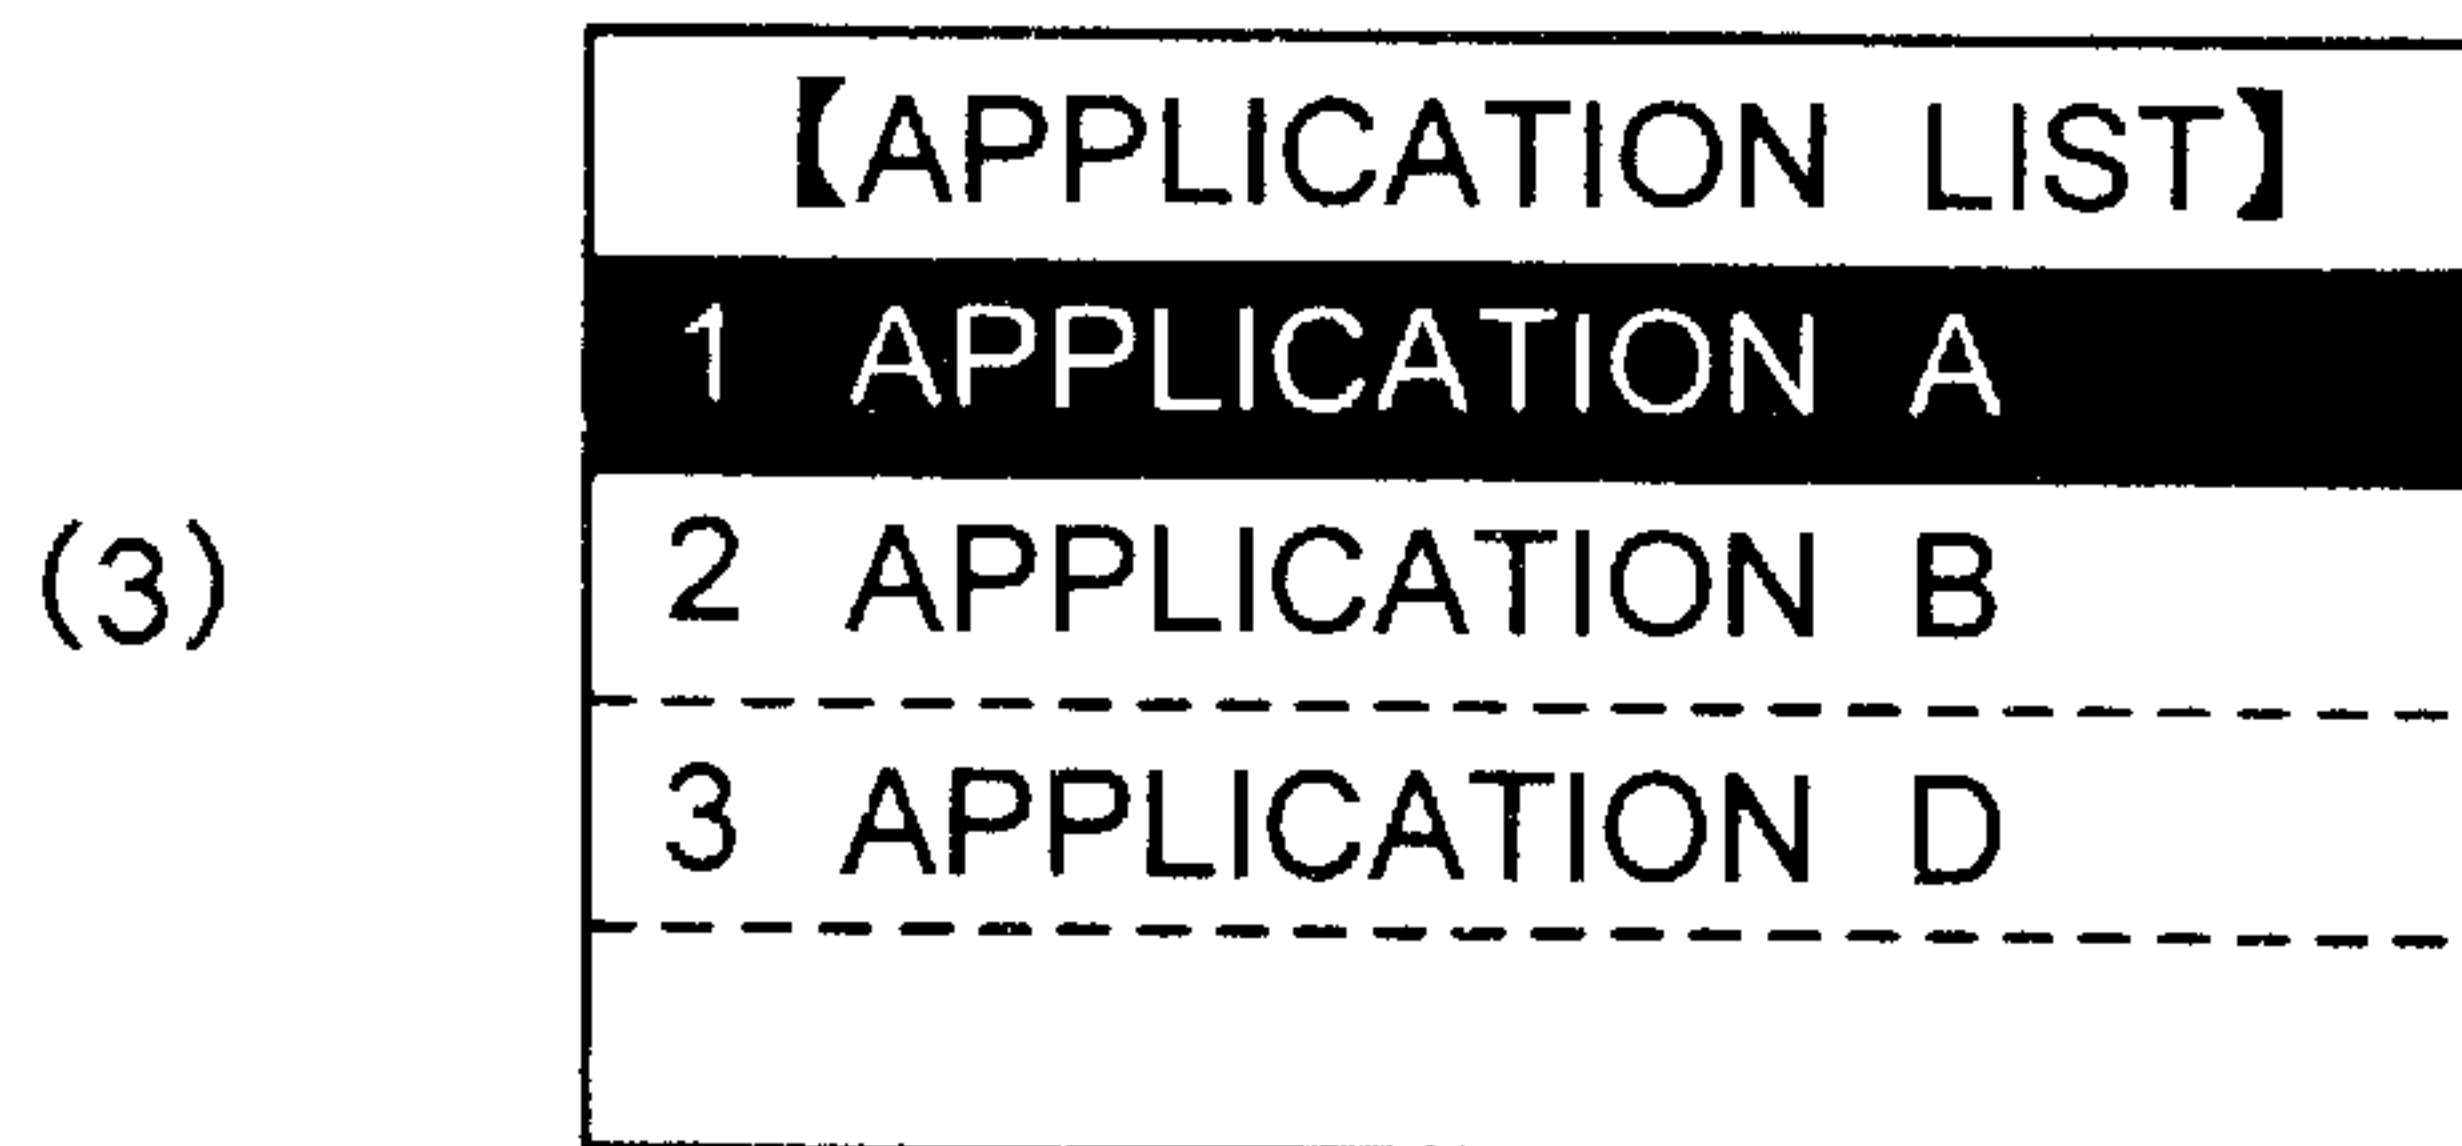 【APPLICATION LIST】
1 APPLICATION A
(3)
2 APPLICATION B
3 APPLICATION D